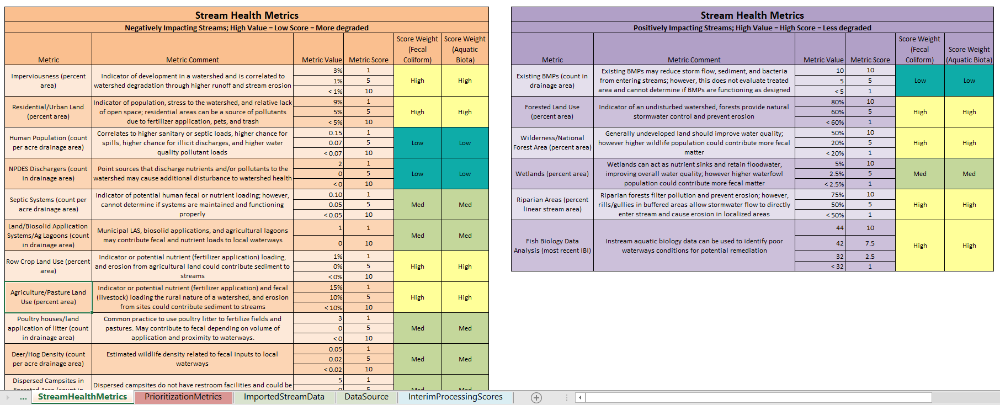 Stream Health Metrics
Negatively Impacting Streams; High Value = Low Score = More degraded
Metric
Metric Comment
Metric Value
Metric Score
Score Weight
(Fecal
Coliform)
Score Weight
(Aquatic
Biota)
Imperviousness (percent
area)
Indicator of development in a watershed and is correlated to
watershed degradation through higher runoff and stream erosion
3% 1
1% 5
< 1% 10
High High
Residential/Urban Land
(percent area)
Indicator of population, stress to the watershed, and relative lack
of open space; residential areas can be a source of pollutants
due to fertilizer application, pets, and trash
9% 1
5% 5
< 5% 10
High High
Human Population (count
per acre drainage area)
Correlates to higher sanitary or septic loads, higher chance for
spills, higher chance for illicit discharges, and higher water
quality pollutant loads
0.15 1
0.07 5
< 0.07 10
Low Low
NPDES Dischargers (count
in drainage area)
Point sources that discharge nutrients and/or pollutants to the
watershed may cause additional disturbance to watershed health
2 1
0 5
< 0 10
Low Low
Septic Systems (count per
acre drainage area)
Indicator of potential human fecal or nutrient loading; however,
cannot determine if systems are maintained and functioning
properly
0.10 1
0.05 5
< 0.05 10
Med Med
Land/Biosolid Application
Systems/Ag Lagoons (count
in drainage area)
Municipal LAS, biosolid applications, and agricultural lagoons
may contribute fecal and nutrient loads to local waterways
1 1
0 10
Med Med
Row Crop Land Use (percent
area)
Indicator or potential nutrient (fertilizer application) loading,
and erosion from agricultural land could contribute sediment to
streams
1% 1
0% 5
< 0% 10
High High
Agriculture/Pasture Land
Use (percent area)
Indicator or potential nutrient (fertilizer application) and fecal
(livestock) loading the rural nature of a watershed, and erosion
from sites could contribute sediment to streams
15% 1
10% 5
< 10% 10
High High
Poultry houses/land
application of litter (count
in drainage area)
Common practice to use poultry litter to fertilize fields and
pastures. May contribute to fecal depending on volume of
application and proximity to waterways.
3 1
0 5
< 0 10
Med Med
Deer/Hog Density (count
per acre drainage area)
Estimated wildlife density related to fecal inputs to local
waterways
0.05 1
0.02 5
< 0.02 10
Med Med
Dispersed Campsites in
Forested Area (count in
Dispersed campsites do not have restroom facilities and could be
5 1
0 5
Med Med
Stream Health Metrics
Positively Impacting Streams; High Value = High Score = Less degraded
Metric
Metric Comment
Metric Value
Metric Score
Score Weight
(Fecal
Coliform)
Score Weight
(Aquatic Biota)
Existing BMPs (count in
drainage area)
Existing BMPs may reduce storm flow, sediment, and bacteria
from entering streams; however, this does not evaluate treated
area and cannot determine if BMPs are functioning as designed
10 10
5 5
< 5 1
Low Low
Forested Land Use
(percent area)
Indicator of an undisturbed watershed, forests provide natural
stormwater control and prevent erosion
80% 10
60% 5
< 60% 1
High High
Wilderness/National
Forest Area (percent area)
Generally undeveloped land should improve water quality;
however higher wildlife population could contribute more fecal
matter
50% 10
20% 5
< 20% 1
High High
Wetlands (percent area)
Wetlands can act as nutrient sinks and retain floodwater,
improving overall water quality; however higher waterfowl
population could contribute more fecal matter
5% 10
2.5% 5
< 2.5% 1
Med Med
Riparian Areas (percent
linear stream area)
Riparian forests filter pollution and prevent erosion; however,
rills/gullies in buffered areas allow stormwater flow to directly
enter stream and cause erosion in localized areas
75% 10
50% 5
< 50% 1
High High
Fish Biology Data
Analysis (most recent IBI)
Instream aquatic biology data can be used to identify poor
waterways conditions for potential remediation
44 10
42 7.5
32 2.5
< 32 1
High High
... StreamHealthMetrics PrioritizationMetrics ImportedStreamData DataSource InterimProcessingScores